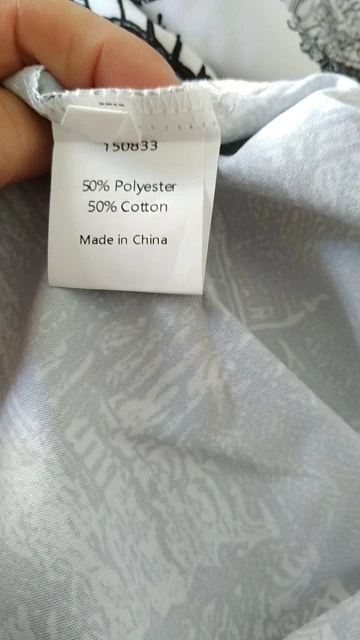 150833
50% Polyester
50% Cotton
Made in China